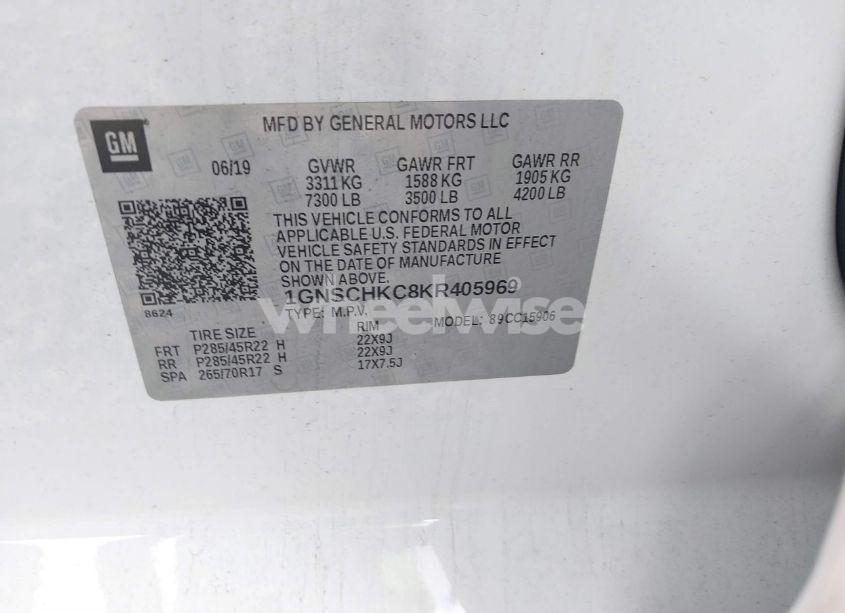 GM
MFD BY GENERAL MOTORS LLC
06/19 GVWR GAWR FRT GAWR RR
3311 KG 1588 KG 1905 KG
7300 LB 3500 LB 4200 LB
THIS VEHICLE CONFORMS TO ALL
APPLICABLE U.S. FEDERAL MOTOR
VEHICLE SAFETY STANDARDS IN EFFECT
ON THE DATE OF MANUFACTURE
SHOWN ABOVE.
1GNSCHKC8KR405969
8624
TYPE: M.P.V. MODEL: 89CC15906
TIRE SIZE RIM
FRT P285/45R22 H 22X9J
RR P285/45R22 H 22X9J
SPA 265/70R17 S 17X7.5J
wheelwise